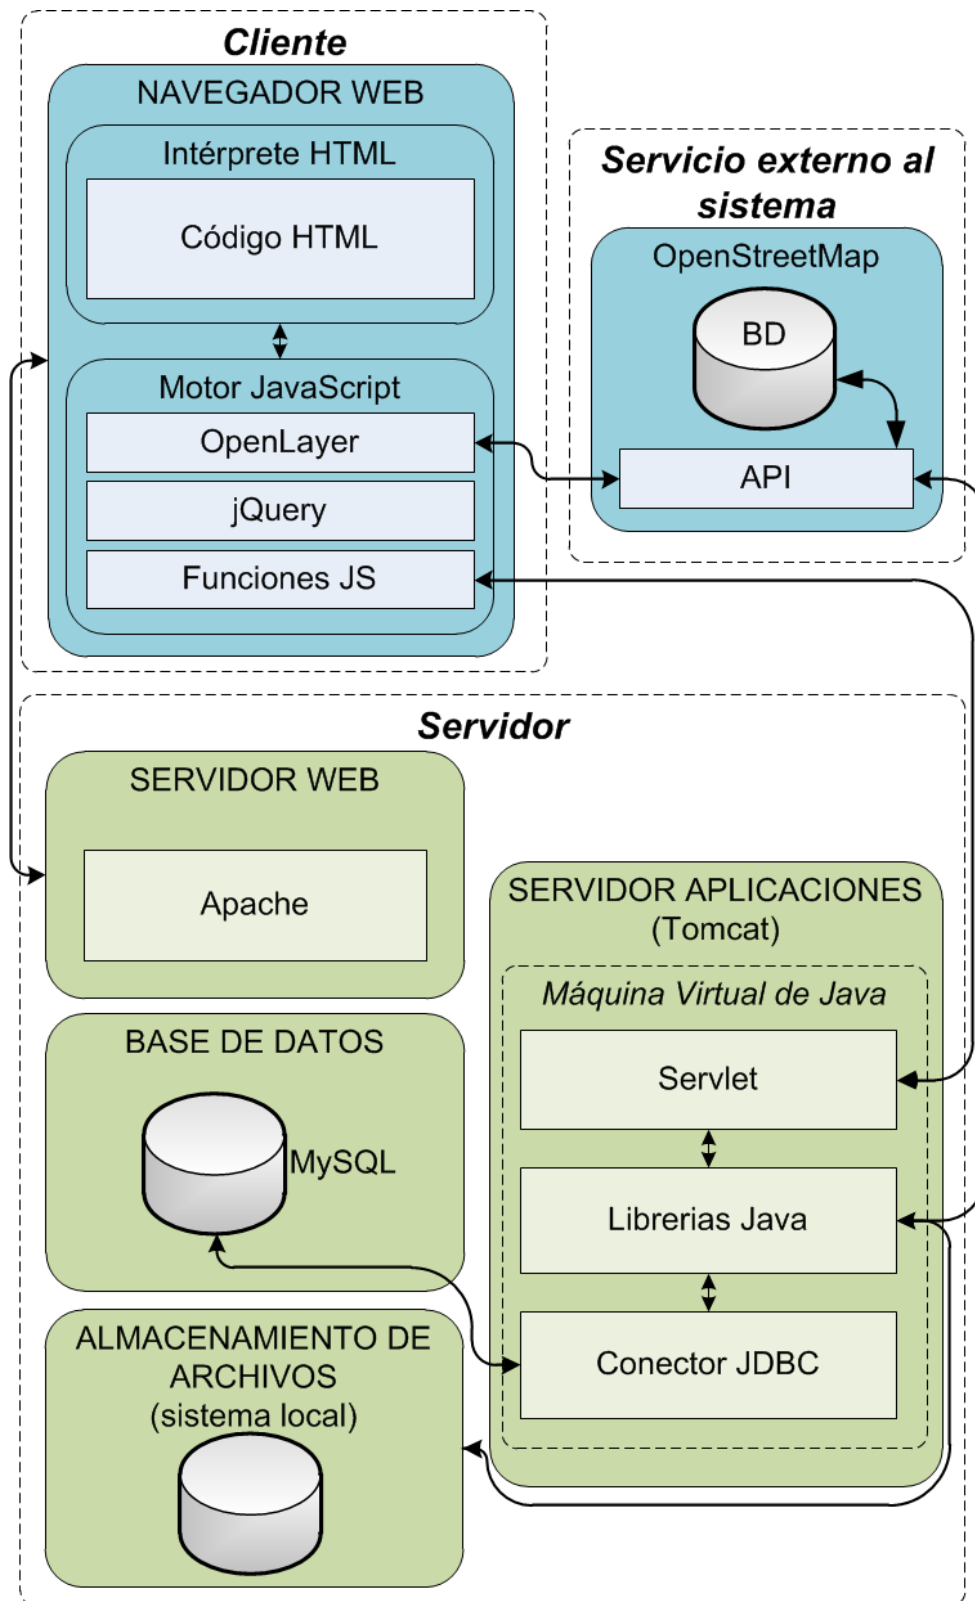 Cliente
NAVEGADOR WEB
Intérprete HTML
Código HTML
Motor JavaScript
OpenLayer
jQuery
Funciones JS
Servicio externo al
sistema
OpenStreetMap
BD
API
Servidor
SERVIDOR WEB
Apache
BASE DE DATOS
MySQL
ALMACENAMIENTO DE
ARCHIVOS
(sistema local)
SERVIDOR APLICACIONES
(Tomcat)
Máquina Virtual de Java
Servlet
Librerias Java
Conector JDBC